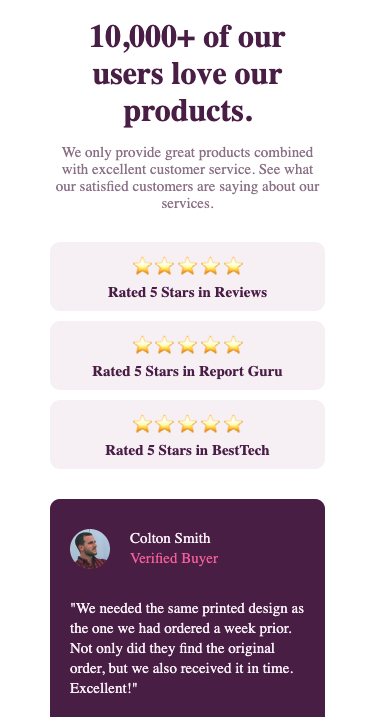 10,000+ of our
users love our
products.
We only provide great products combined
with excellent customer service. See what
our satisfied customers are saying about our
services.
Rated 5 Stars in Reviews
Rated 5 Stars in Report Guru
Rated 5 Stars in BestTech
Colton Smith
Verified Buyer
"We needed the same printed design as
the one we had ordered a week prior.
Not only did they find the original
order, but we also received it in time.
Excellent!"